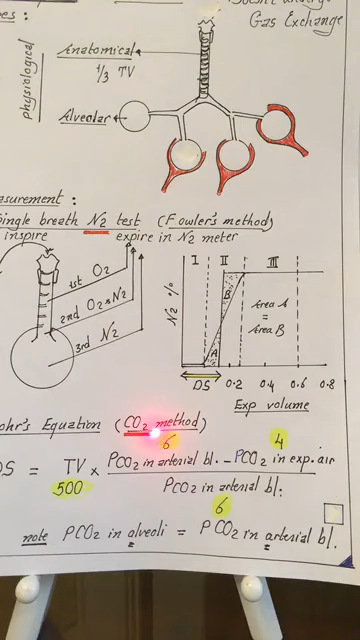 es:
Gas Exchange
physiological
Anatomical
1/3 TV
Alveolar
asurement:
single breath N2 test (Fowler's method)
inspire expire in N2 meter
1st O2
2nd O2 & N2
3rd N2
N2 %
I II III
B
A
Area A
=
Area B
DS 0.2 0.4 0.6 0.8
Exp volume
ohr's Equation (CO2 method)
6 4
DS = TV × PCO2 in arterial bl. - PCO2 in exp. air
500 PCO2 in arterial bl.
6
note PCO2 in alveoli = PCO2 in arterial bl.